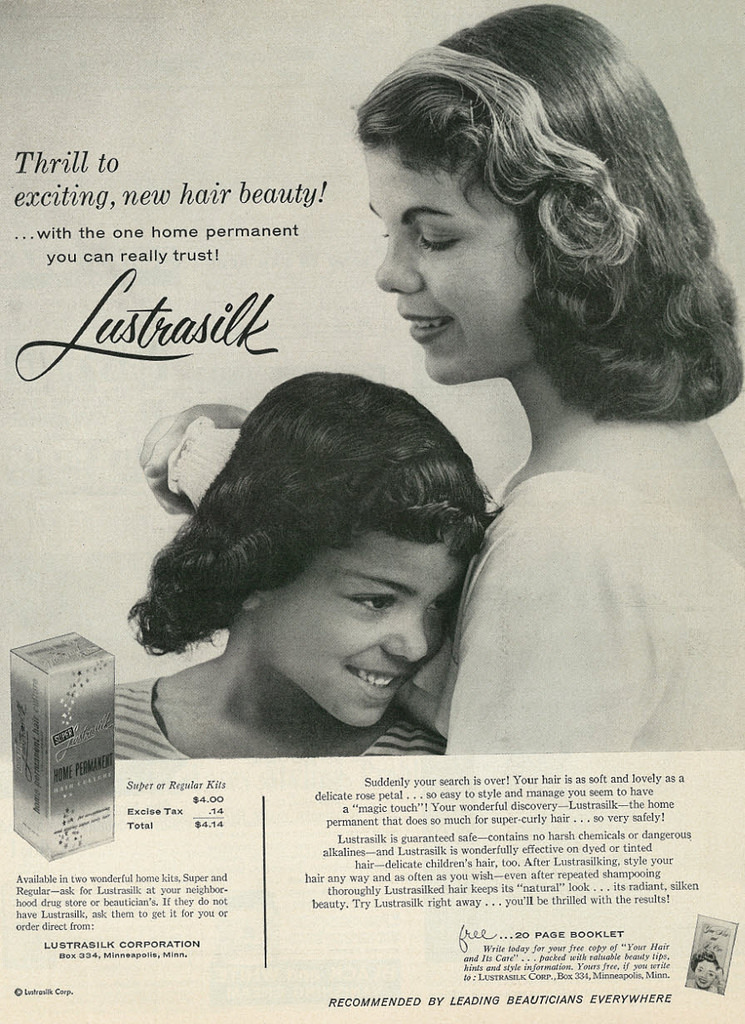 Thrill to
exciting, new hair beauty!
...with the one home permanent
you can really trust!
Lustrasilk
SUPER Lustrasilk
HOME PERMANENT
HAIR CULTURE
home permanent hair culture
Super or Regular Kits
$4.00
Excise Tax .14
Total $4.14
Available in two wonderful home kits, Super and
Regular—ask for Lustrasilk at your neighbor-
hood drug store or beautician's. If they do not
have Lustrasilk, ask them to get it for you or
order direct from:
LUSTRASILK CORPORATION
Box 334, Minneapolis, Minn.
© Lustrasilk Corp.
Suddenly your search is over! Your hair is as soft and lovely as a
delicate rose petal . . . so easy to style and manage you seem to have
a "magic touch"! Your wonderful discovery—Lustrasilk—the home
permanent that does so much for super-curly hair . . . so very safely!
Lustrasilk is guaranteed safe—contains no harsh chemicals or dangerous
alkalines—and Lustrasilk is wonderfully effective on dyed or tinted
hair—delicate children's hair, too. After Lustrasilking, style your
hair any way and as often as you wish—even after repeated shampooing
thoroughly Lustrasilked hair keeps its "natural" look . . . its radiant, silken
beauty. Try Lustrasilk right away . . . you'll be thrilled with the results!
free...20 PAGE BOOKLET
Write today for your free copy of "Your Hair
and Its Care" . . . packed with valuable beauty tips,
hints and style information. Yours free, if you write
to: LUSTRASILK CORP., Box 334, Minneapolis, Minn.
RECOMMENDED BY LEADING BEAUTICIANS EVERYWHERE